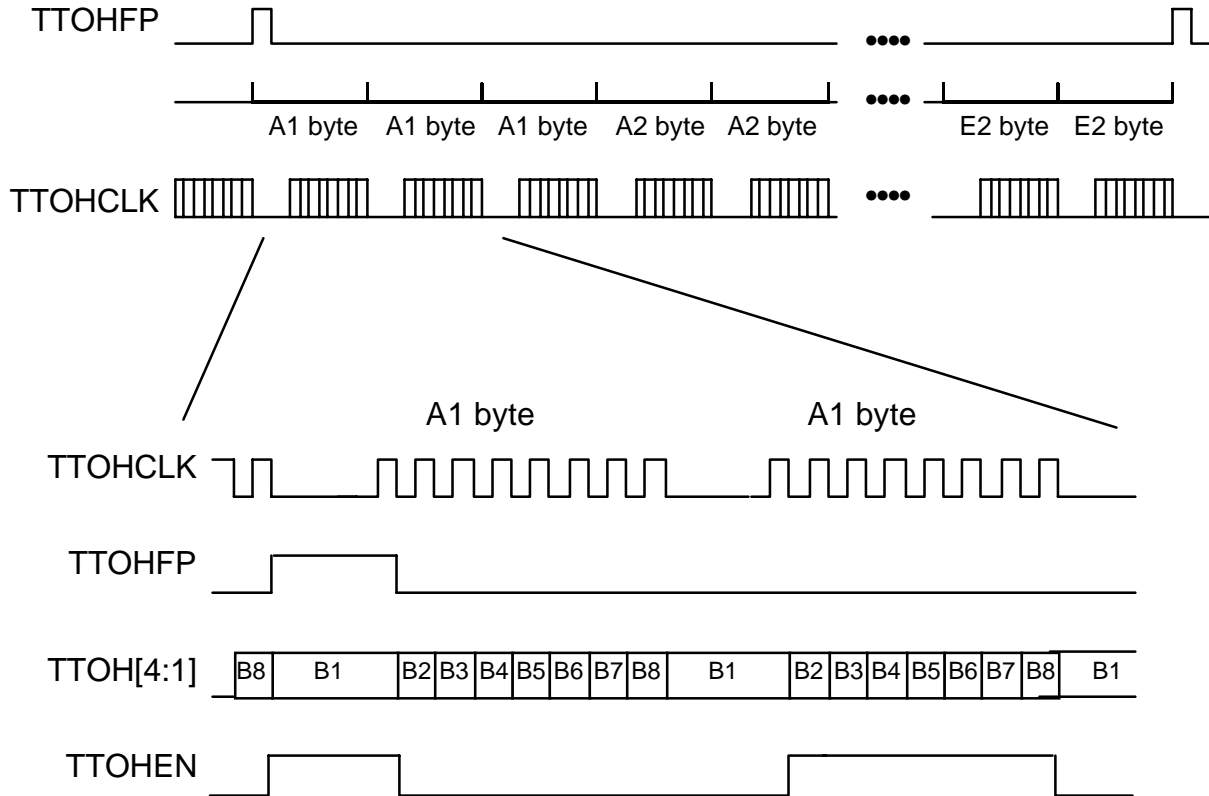 TTOHFP
A1 byte A1 byte A1 byte A2 byte A2 byte E2 byte E2 byte
TTOHCLK
A1 byte A1 byte
TTOHCLK
TTOHFP
TTOH[4:1] B8 B1 B2 B3 B4 B5 B6 B7 B8 B1 B2 B3 B4 B5 B6 B7 B8 B1
TTOHEN